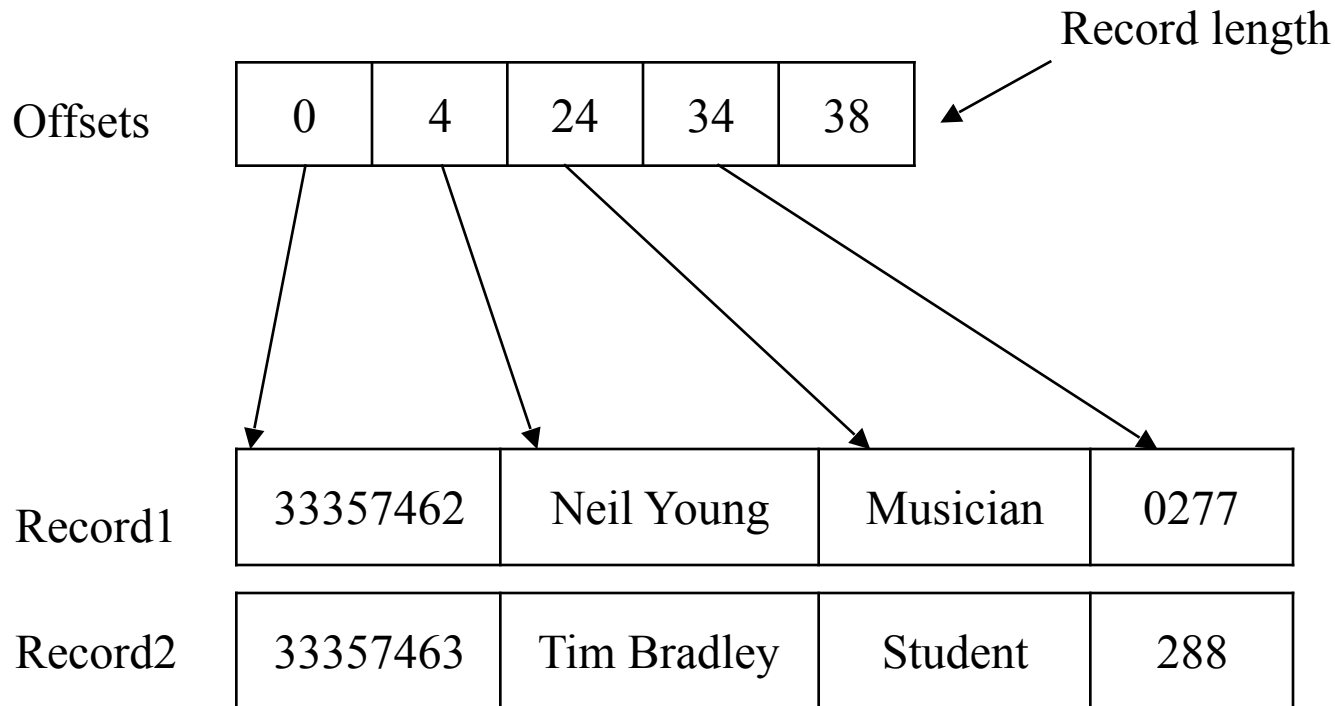 Record length
Offsets 0 4 24 34 38
Record1 33357462 Neil Young Musician 0277
Record2 33357463 Tim Bradley Student 288